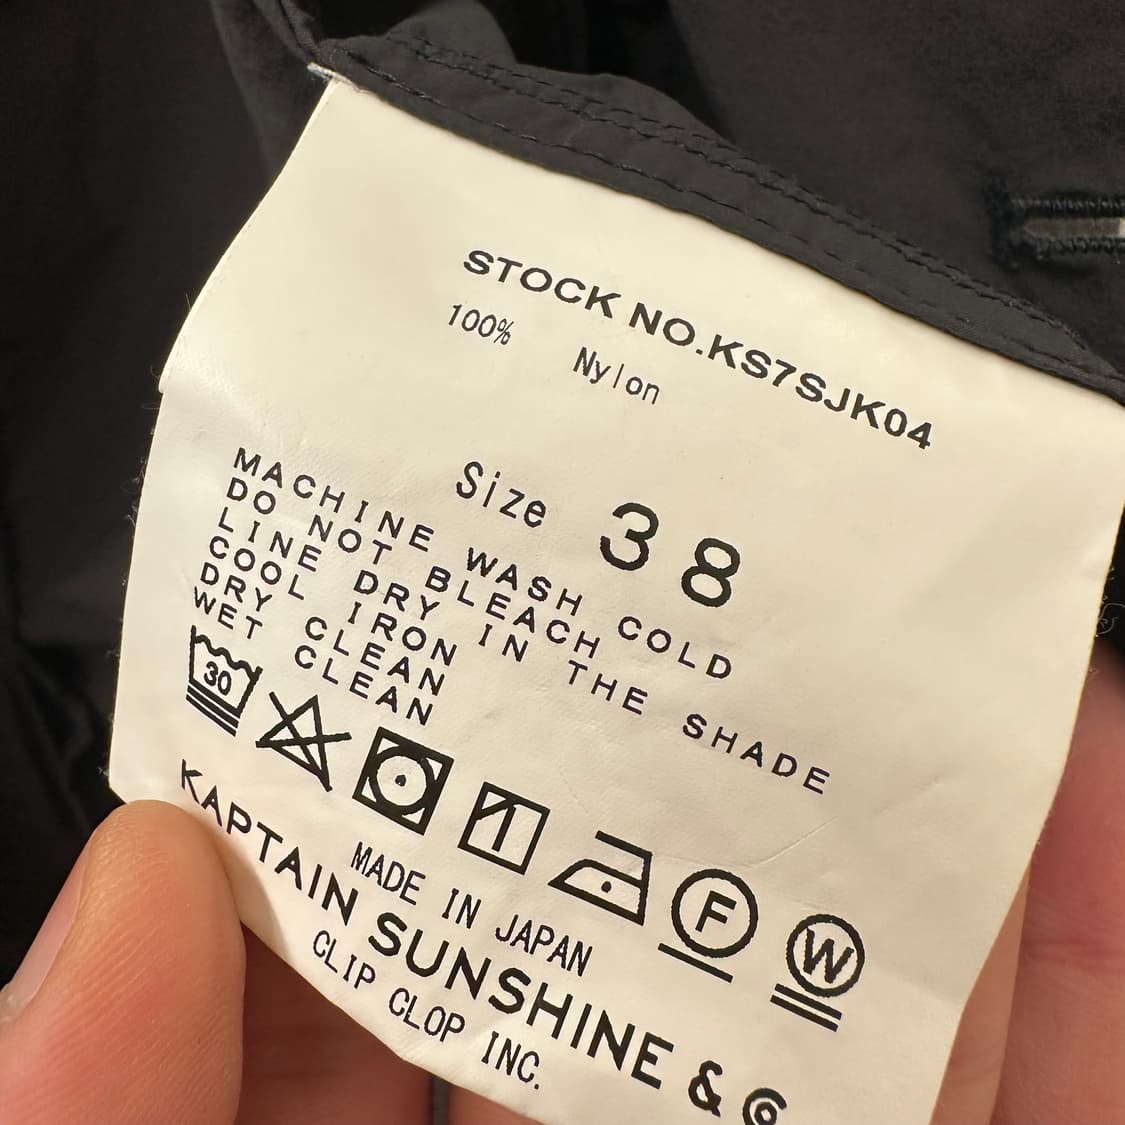 STOCK NO.KS7SJK04
100% Nylon
Size 38
MACHINE WASH COLD
DO NOT BLEACH
LINE DRY IN THE SHADE
COOL IRON
DRY CLEAN
WET CLEAN
30
F
W
MADE IN JAPAN
KAPTAIN SUNSHINE & Co
CLIP CLOP INC.